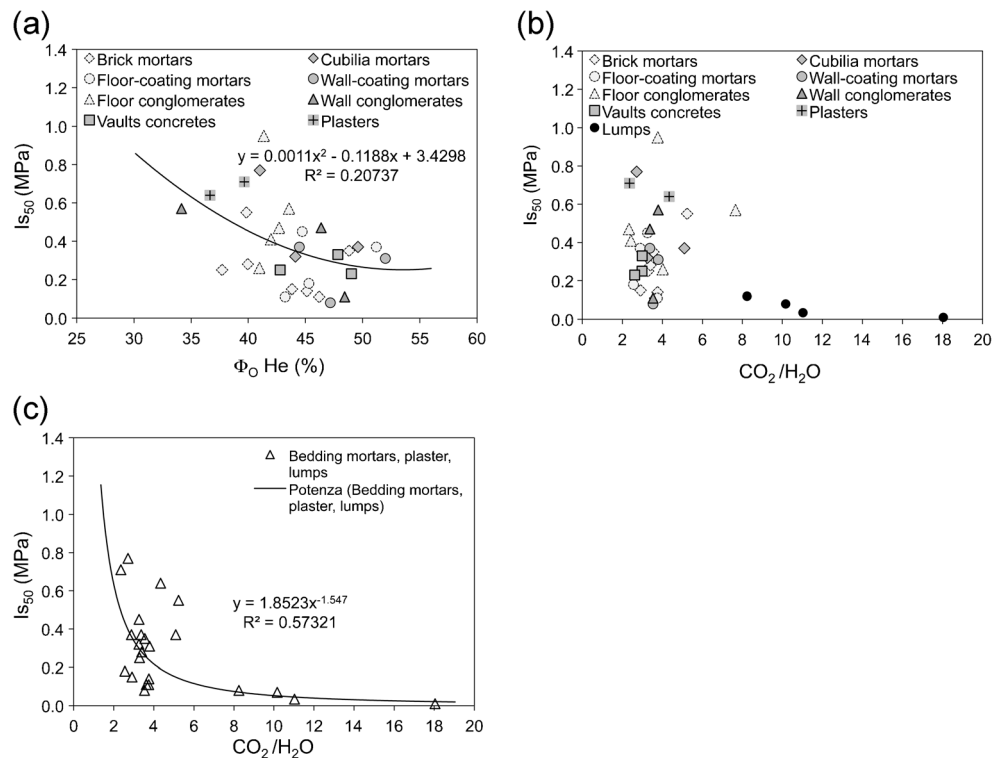 (a)
1.4
1.2
1.0
0.8
0.6
0.4
0.2
0.0
Is50 (MPa)
Brick mortars
Floor-coating mortars
Floor conglomerates
Vaults concretes
Cubilia mortars
Wall-coating mortars
Wall conglomerates
Plasters
y = 0.0011x² - 0.1188x + 3.4298
R² = 0.20737
25 30 35 40 45 50 55 60
ΦO He (%)
(b)
1.4
1.2
1.0
0.8
0.6
0.4
0.2
0.0
Is50 (MPa)
Brick mortars
Floor-coating mortars
Floor conglomerates
Vaults concretes
Lumps
Cubilia mortars
Wall-coating mortars
Wall conglomerates
Plasters
0 2 4 6 8 10 12 14 16 18 20
CO2/H2O
(c)
1.4
1.2
1.0
0.8
0.6
0.4
0.2
0.0
Is50 (MPa)
Bedding mortars, plaster,
lumps
Potenza (Bedding mortars,
plaster, lumps)
y = 1.8523x^-1.547
R² = 0.57321
0 2 4 6 8 10 12 14 16 18 20
CO2/H2O